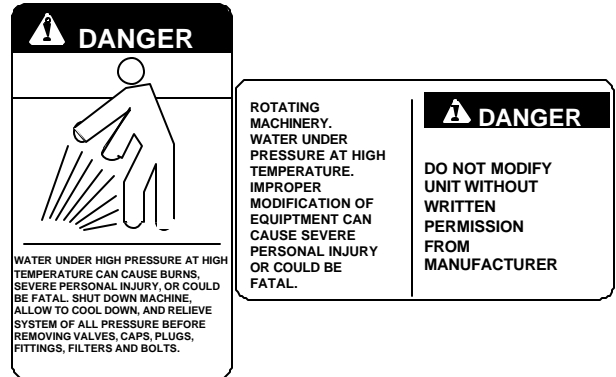 DANGER
WATER UNDER HIGH PRESSURE AT HIGH
TEMPERATURE CAN CAUSE BURNS,
SEVERE PERSONAL INJURY, OR COULD
BE FATAL. SHUT DOWN MACHINE,
ALLOW TO COOL DOWN, AND RELIEVE
SYSTEM OF ALL PRESSURE BEFORE
REMOVING VALVES, CAPS, PLUGS,
FITTINGS, FILTERS AND BOLTS.
ROTATING
MACHINERY.
WATER UNDER
PRESSURE AT HIGH
TEMPERATURE.
IMPROPER
MODIFICATION OF
EQUIPTMENT CAN
CAUSE SEVERE
PERSONAL INJURY
OR COULD BE
FATAL.
DANGER
DO NOT MODIFY
UNIT WITHOUT
WRITTEN
PERMISSION
FROM
MANUFACTURER